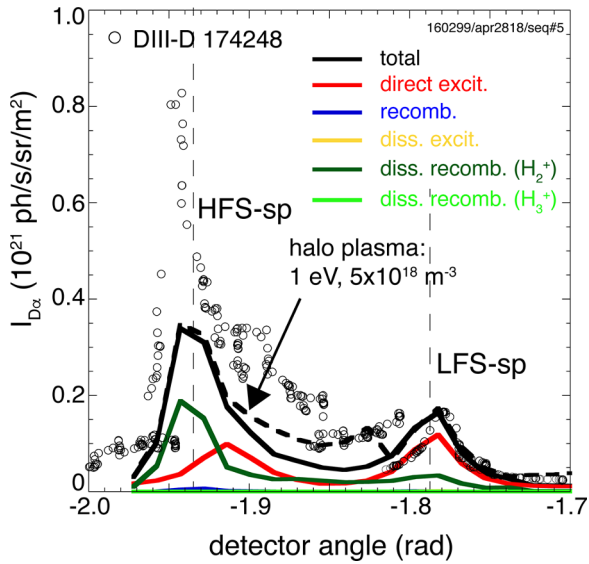 160299/apr2818/seq#5
DIII-D 174248
total
direct excit.
recomb.
diss. excit.
diss. recomb. (H₂⁺)
diss. recomb. (H₃⁺)
HFS-sp
halo plasma:
1 eV, 5x10¹⁸ m⁻³
LFS-sp
I_Dα (10²¹ ph/s/sr/m²)
1.0
0.8
0.6
0.4
0.2
0
-2.0
-1.9
-1.8
-1.7
detector angle (rad)